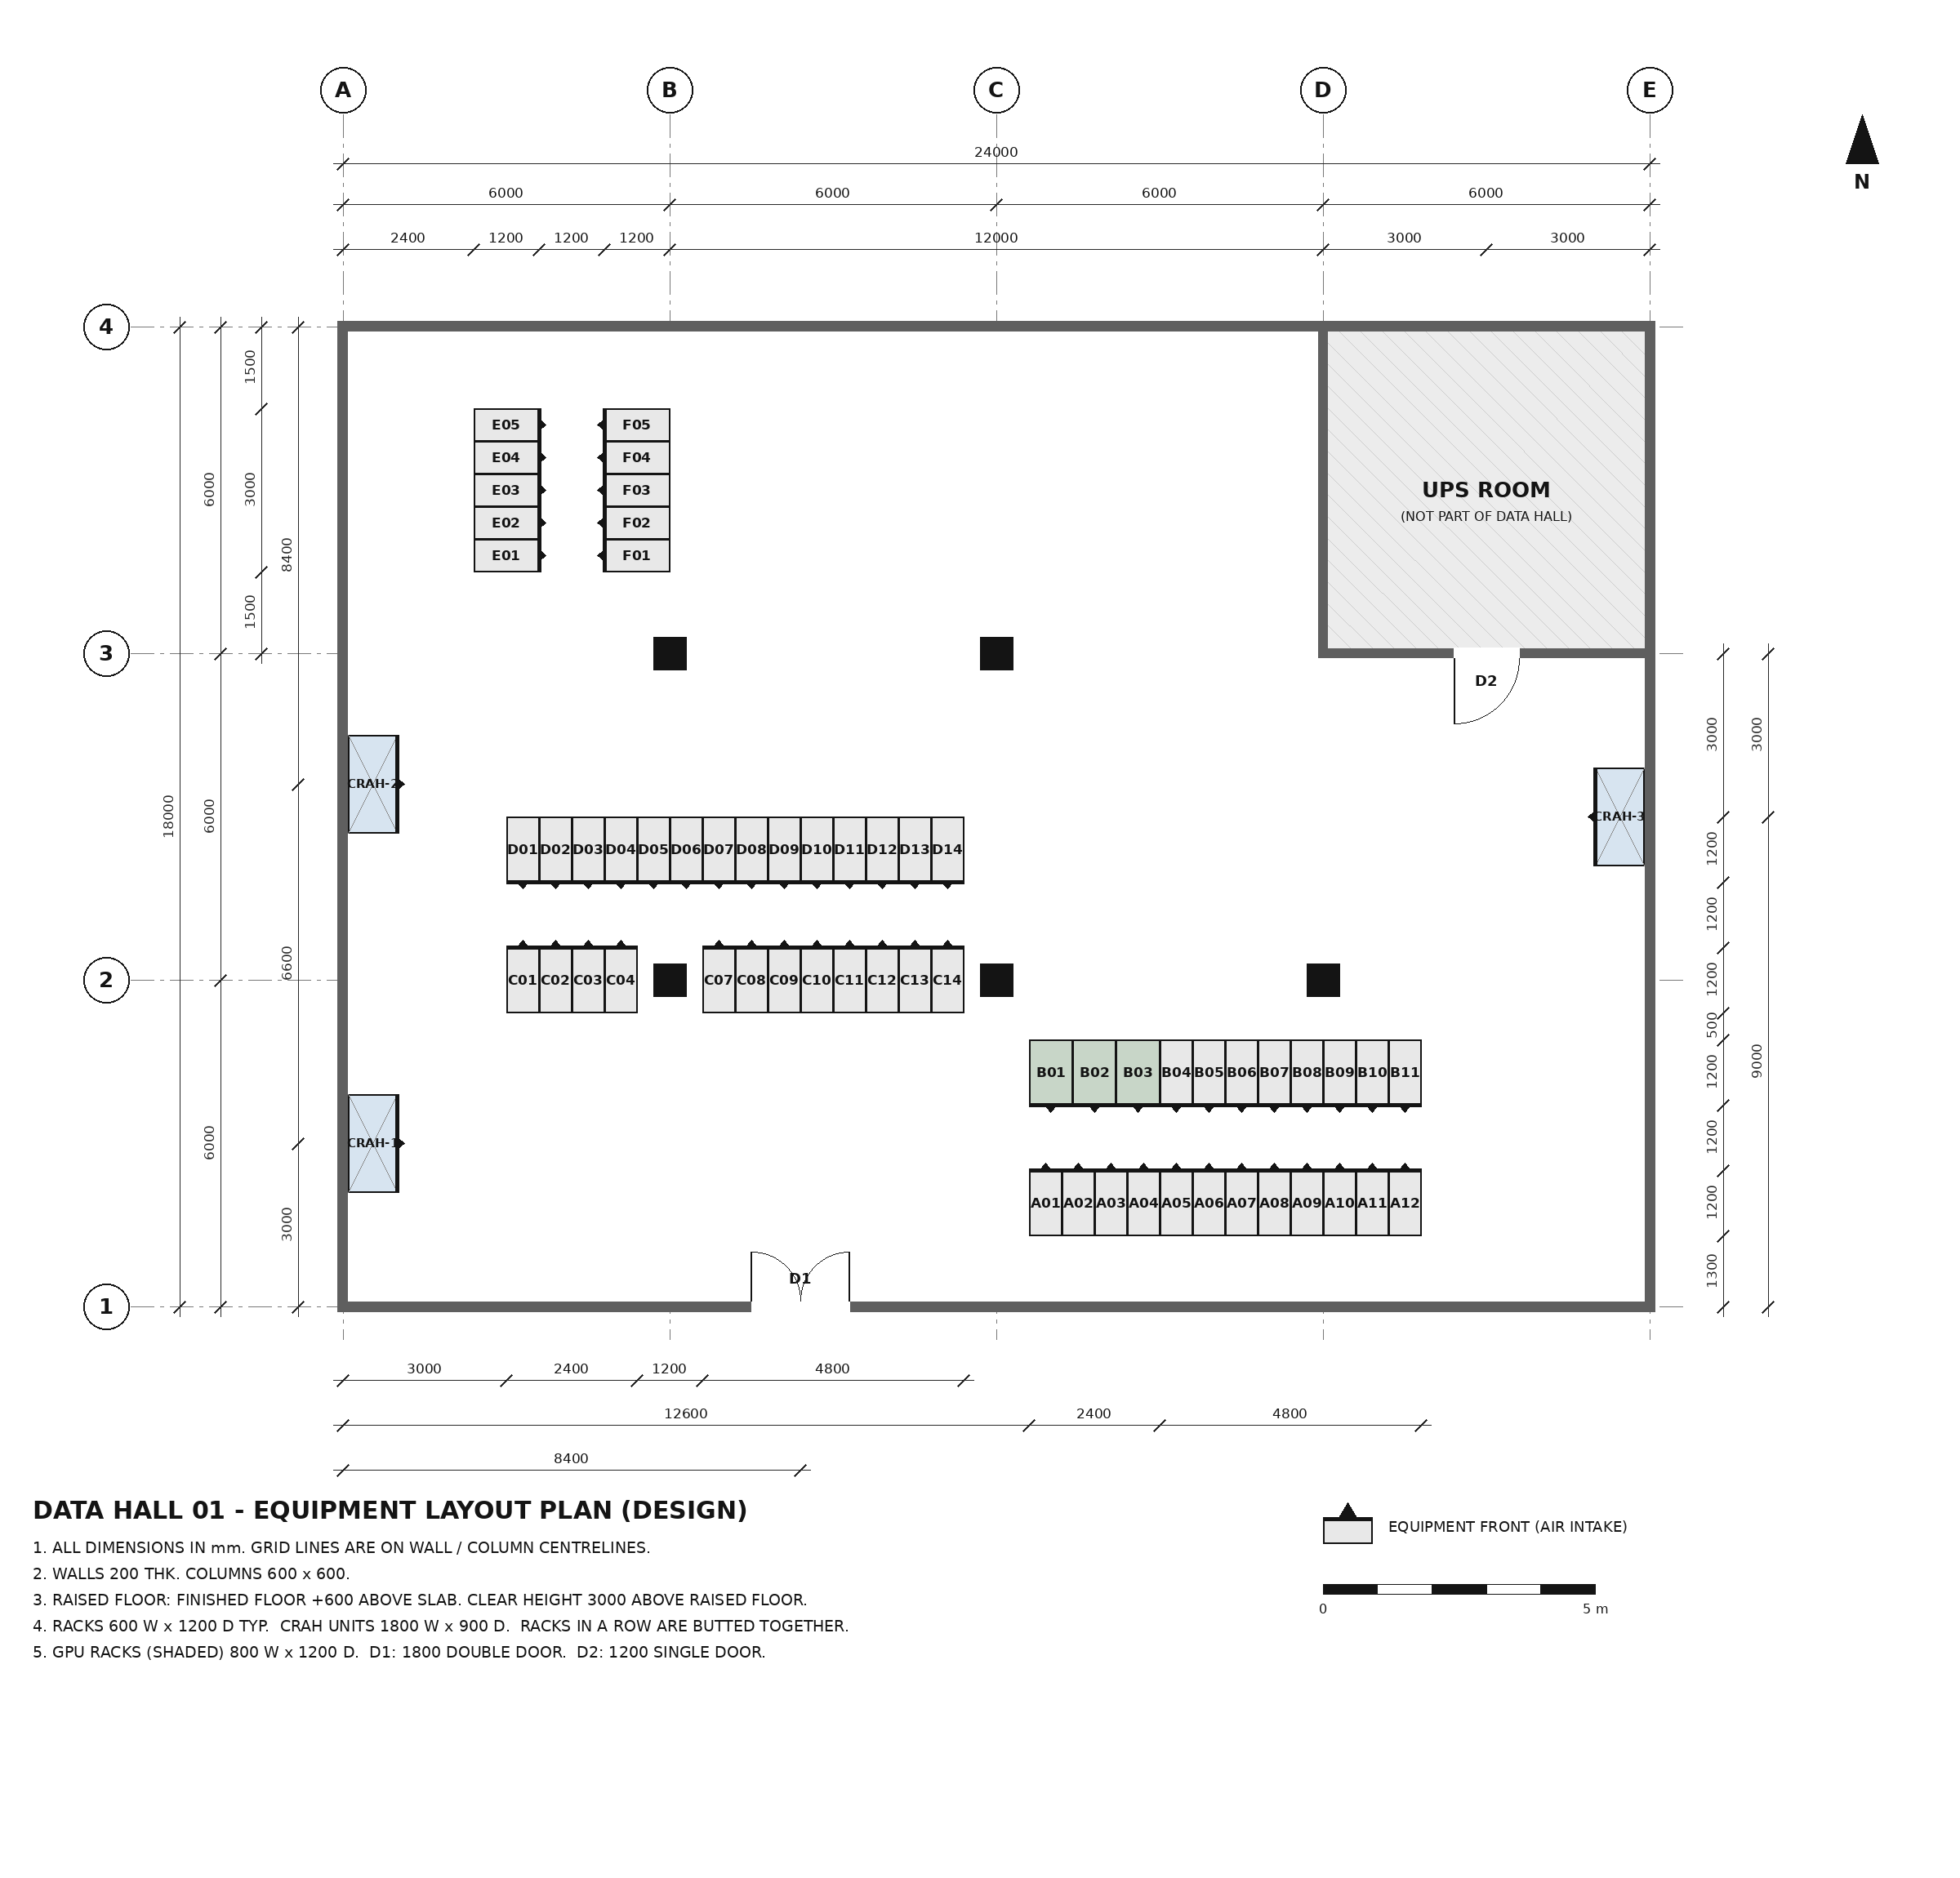 A B C D E
N
24000
6000 6000 6000 6000
2400 1200 1200 1200 12000 3000 3000
4
3
2
1
18000
6000
6000
6000
1500
3000
1500
8400
6600
3000
E05 F05
E04 F04
E03 F03
E02 F02
E01 F01
UPS ROOM
(NOT PART OF DATA HALL)
D2
CRAH-2
CRAH-3
D01 D02 D03 D04 D05 D06 D07 D08 D09 D10 D11 D12 D13 D14
C01 C02 C03 C04 C07 C08 C09 C10 C11 C12 C13 C14
B01 B02 B03 B04 B05 B06 B07 B08 B09 B10 B11
CRAH-1
A01 A02 A03 A04 A05 A06 A07 A08 A09 A10 A11 A12
D1
3000
1200
1200
1200
500
1200
1200
1200
1300
3000
9000
3000 2400 1200 4800
12600 2400 4800
8400
DATA HALL 01 - EQUIPMENT LAYOUT PLAN (DESIGN)
1. ALL DIMENSIONS IN mm. GRID LINES ARE ON WALL / COLUMN CENTRELINES.
2. WALLS 200 THK. COLUMNS 600 x 600.
3. RAISED FLOOR: FINISHED FLOOR +600 ABOVE SLAB. CLEAR HEIGHT 3000 ABOVE RAISED FLOOR.
4. RACKS 600 W x 1200 D TYP. CRAH UNITS 1800 W x 900 D. RACKS IN A ROW ARE BUTTED TOGETHER.
5. GPU RACKS (SHADED) 800 W x 1200 D. D1: 1800 DOUBLE DOOR. D2: 1200 SINGLE DOOR.
EQUIPMENT FRONT (AIR INTAKE)
0 5 m